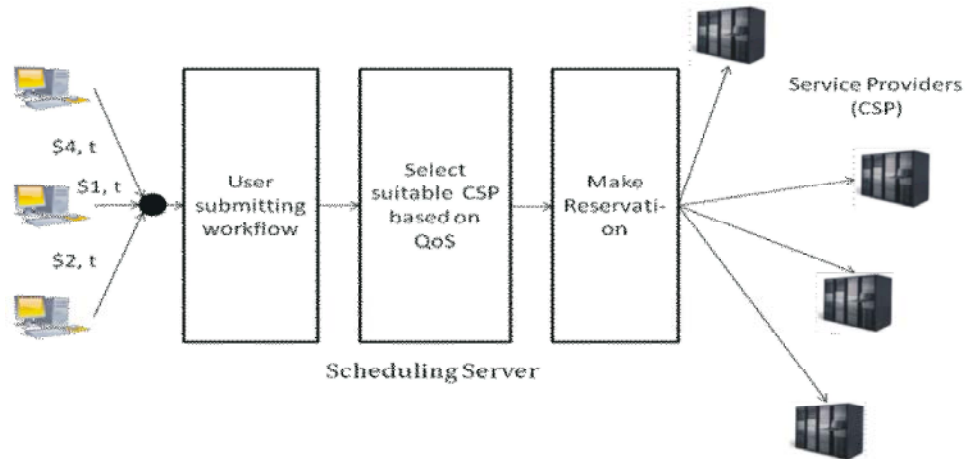 $4, t
$1, t
$2, t
User
submitting
workflow
Select
suitable CSP
based on
QoS
Make
Reservati-
on
Service Providers
(CSP)
Scheduling Server